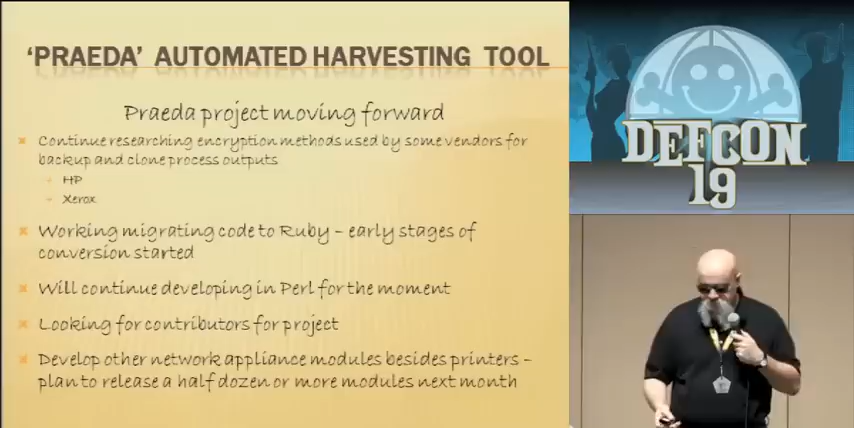 ‘PRAEDA’ AUTOMATED HARVESTING TOOL
Praeda project moving forward
Continue researching encryption methods used by some vendors for
backup and clone process outputs
HP
Xerox
Working migrating code to Ruby – early stages of
conversion started
Will continue developing in Perl for the moment
Looking for contributors for project
Develop other network appliance modules besides printers –
plan to release a half dozen or more modules next month
DEFCON
19